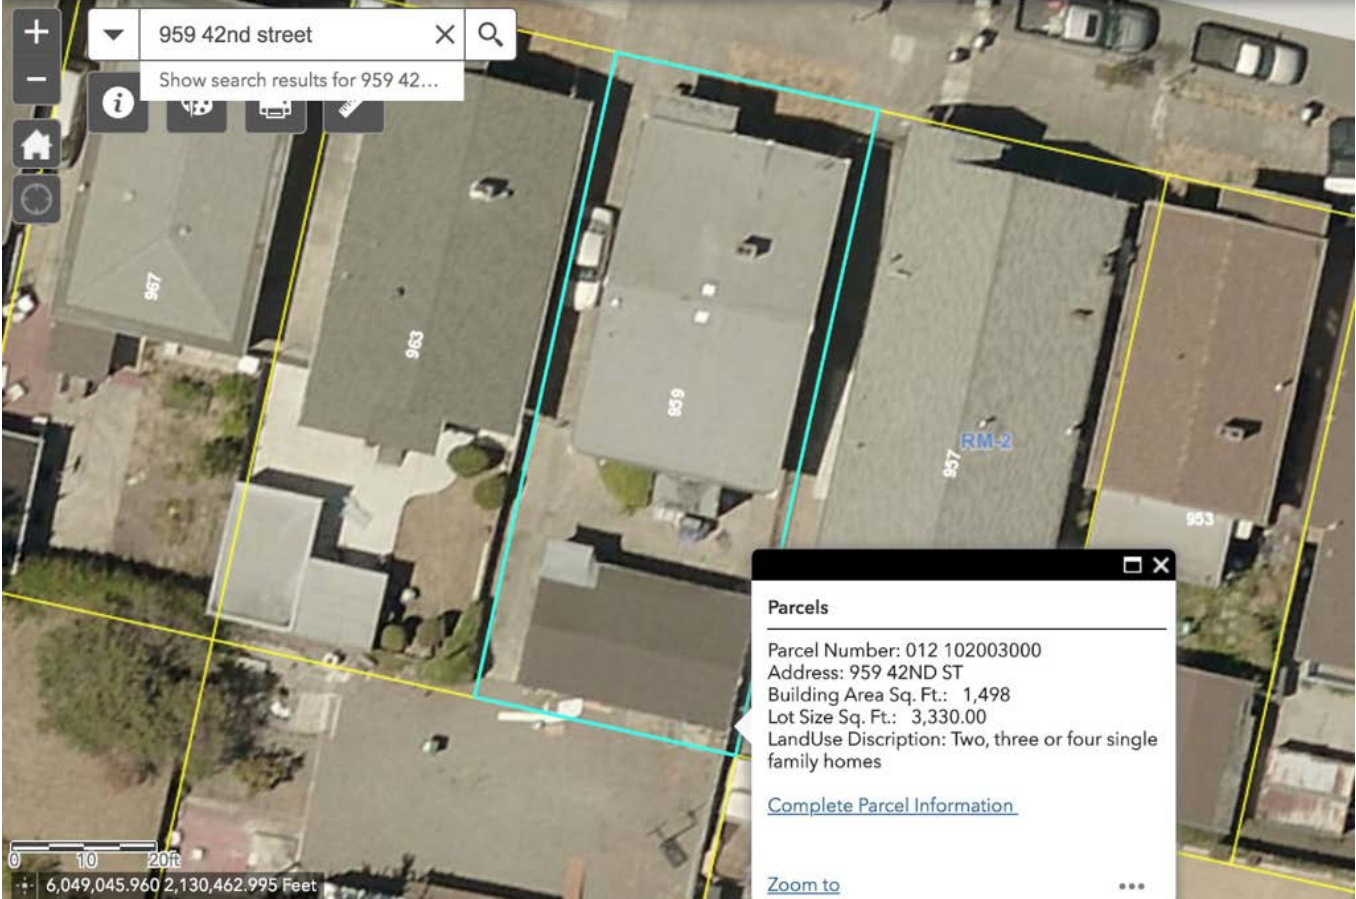 959 42nd street
Show search results for 959 42...
967
963
959
957
RM-2
953
Parcels
Parcel Number: 012 102003000
Address: 959 42ND ST
Building Area Sq. Ft.: 1,498
Lot Size Sq. Ft.: 3,330.00
LandUse Discription: Two, three or four single
family homes
Complete Parcel Information
Zoom to
0 10 20ft
6,049,045.960 2,130,462.995 Feet